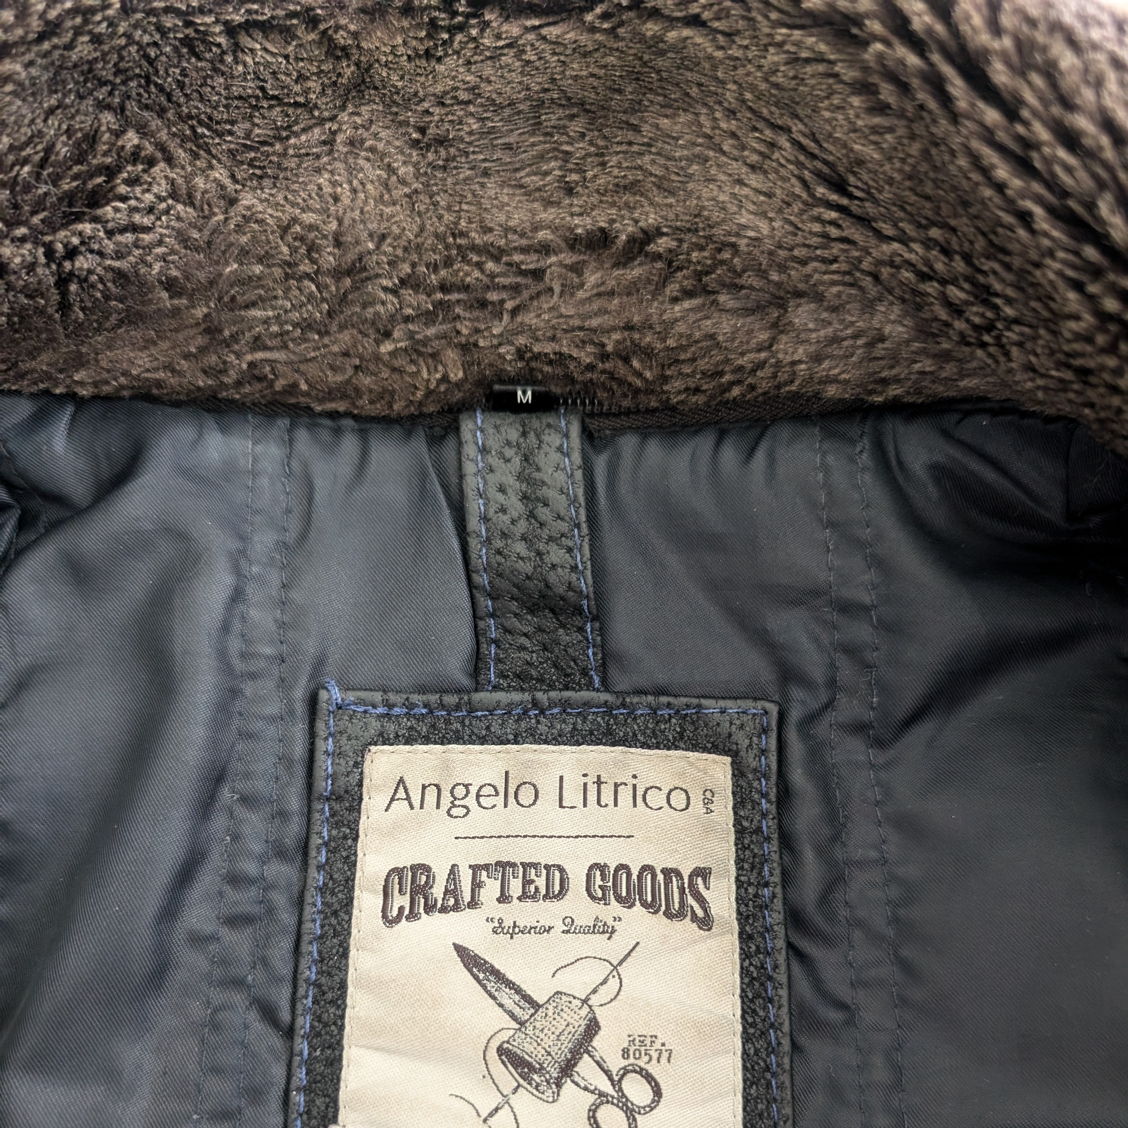 M
Angelo Litrico C&A
CRAFTED GOODS
"Superior Quality"
REF.
80577